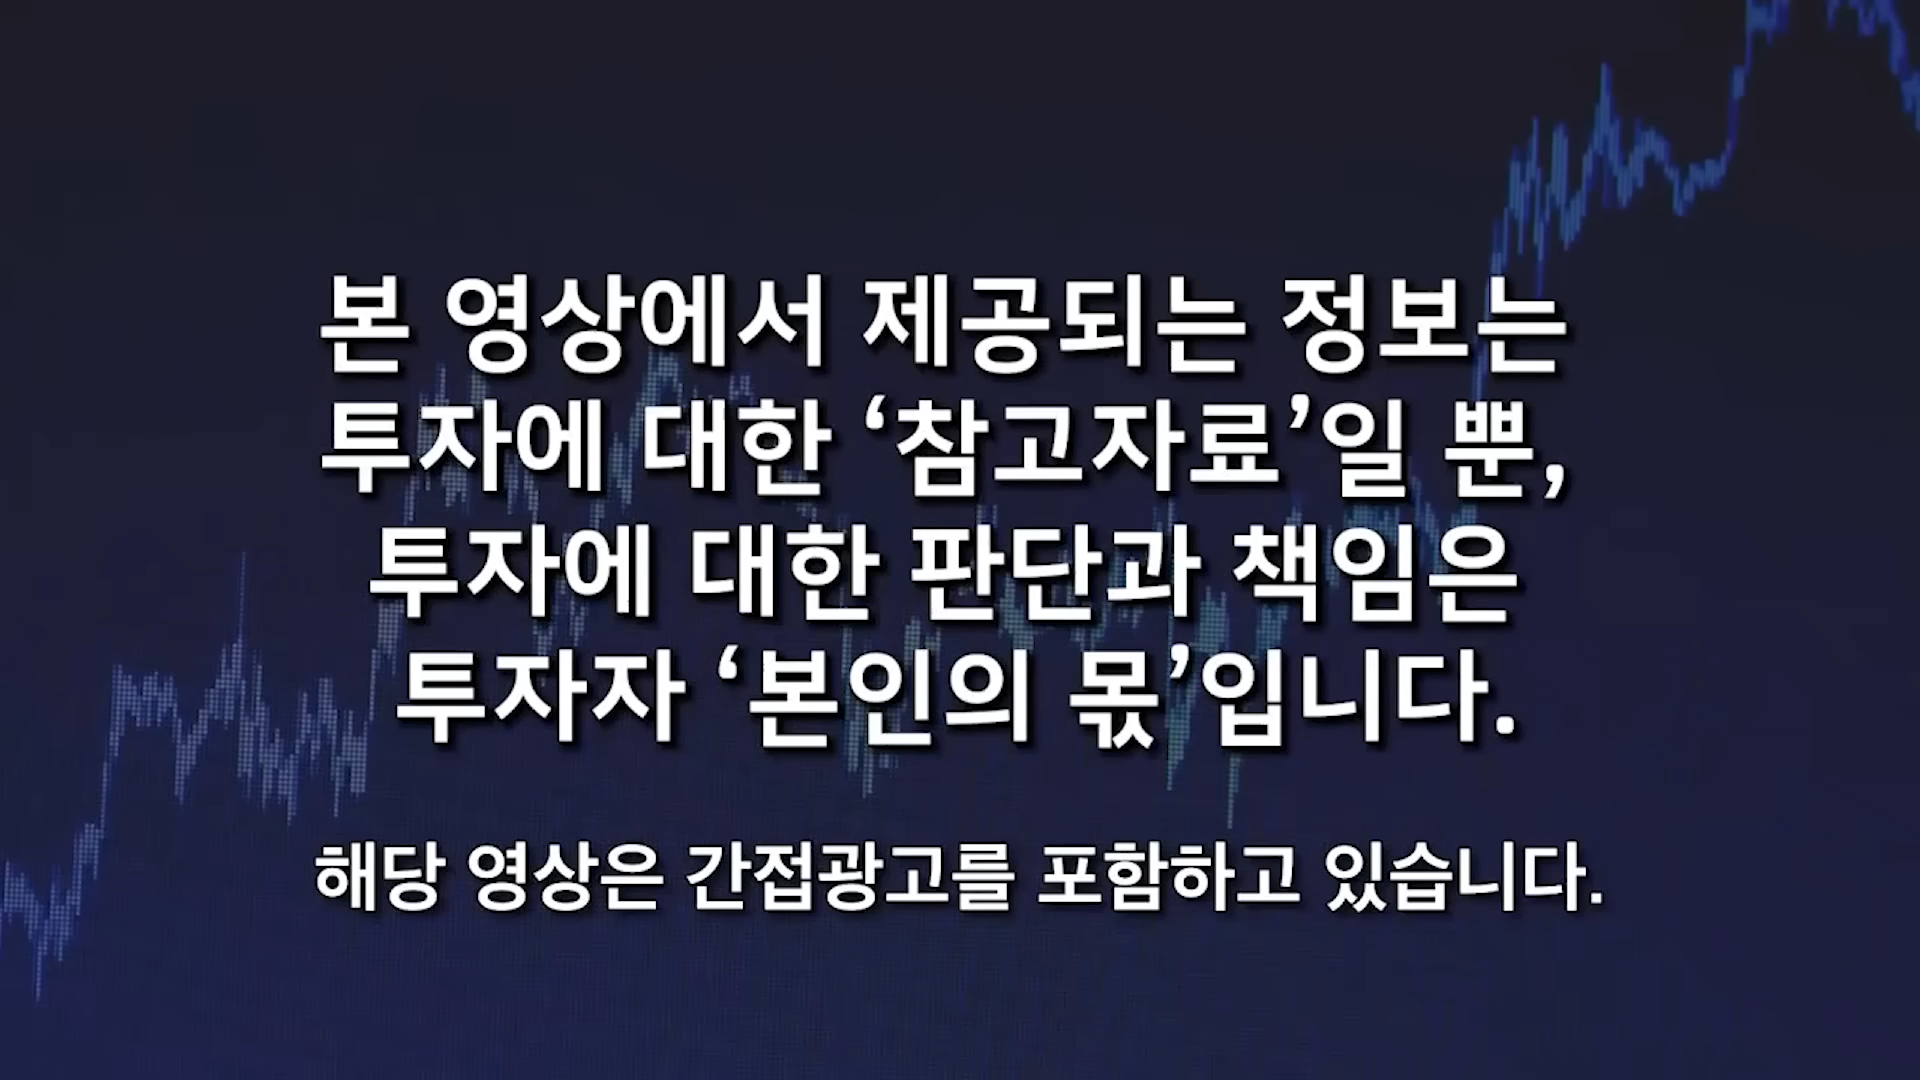 본 영상에서 제공되는 정보는
투자에 대한 ‘참고자료’일 뿐,
투자에 대한 판단과 책임은
투자자 ‘본인의 몫’입니다.
해당 영상은 간접광고를 포함하고 있습니다.